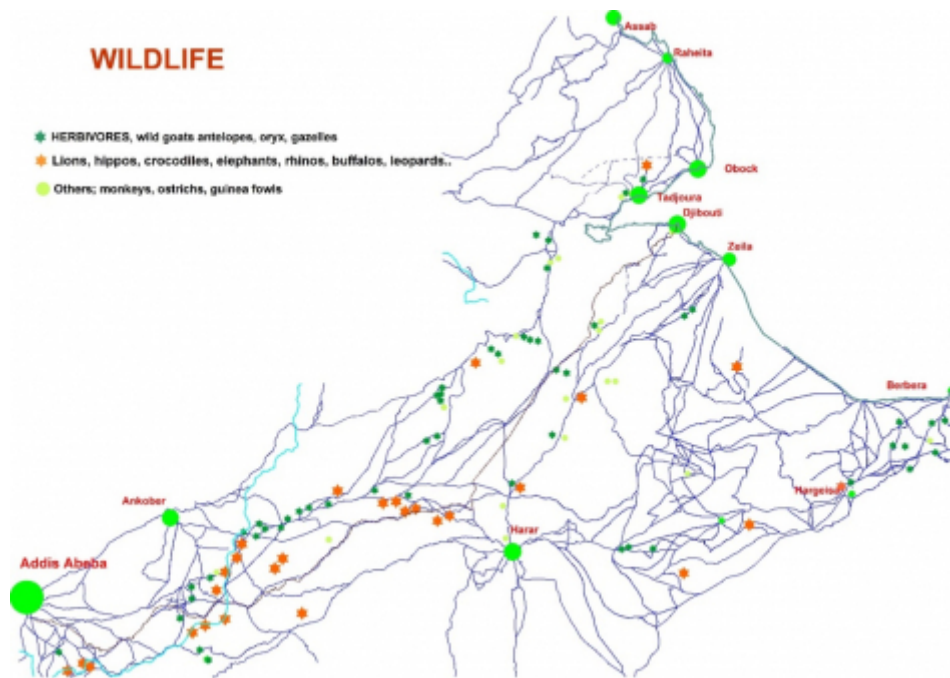 Assab
Raheita
WILDLIFE
HERBIVORES, wild goats antelopes, oryx, gazelles
Lions, hippos, crocodiles, elephants, rhinos, buffalos, leopards..
Others; monkeys, ostrichs, guinea fowls
Obock
Tadjoura
Djibouti
Zeila
Berbera
Hargeisa
Ankober
Harar
Addis Ababa